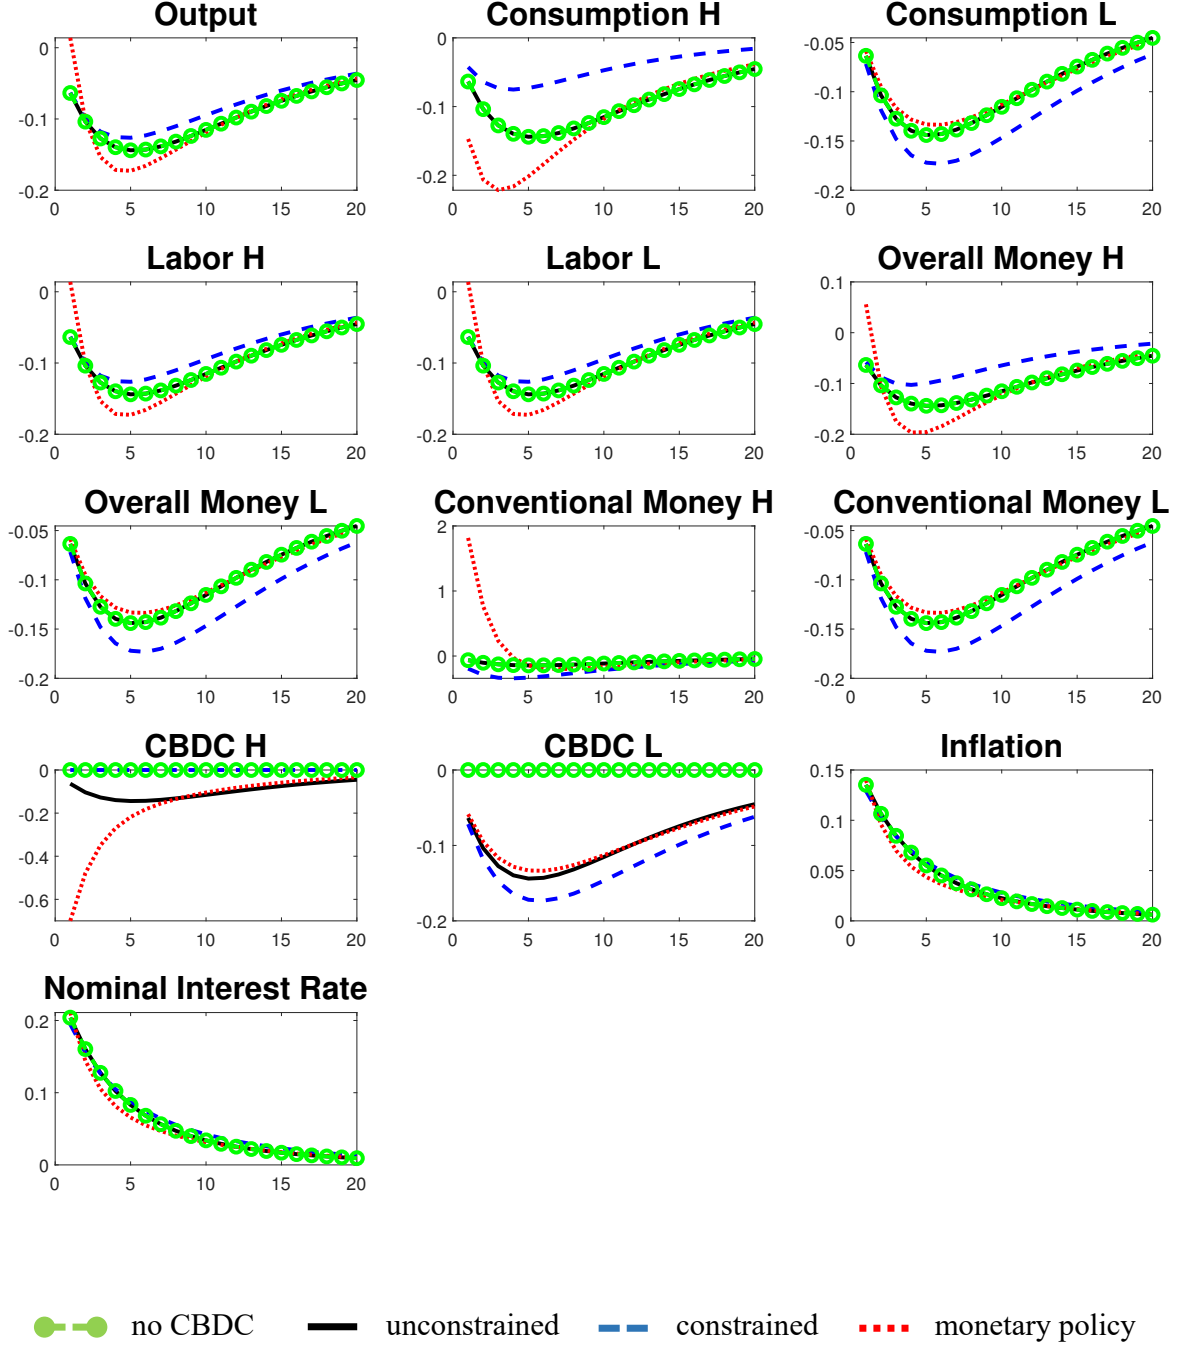 Output Consumption H Consumption L
0 0 -0.05
-0.1 -0.1 -0.1
-0.15
-0.2 -0.2 -0.2
0 5 10 15 20 0 5 10 15 20 0 5 10 15 20
Labor H Labor L Overall Money H
0 0 0.1
0
-0.1 -0.1 -0.1
-0.2 -0.2 -0.2
0 5 10 15 20 0 5 10 15 20 0 5 10 15 20
Overall Money L Conventional Money H Conventional Money L
-0.05 2 -0.05
-0.1 1 -0.1
-0.15 0 -0.15
-0.2 -0.2
0 5 10 15 20 0 5 10 15 20 0 5 10 15 20
CBDC H CBDC L Inflation
0 0 0.15
-0.2 0.1
-0.4 -0.1 0.05
-0.6 -0.2 0
0 5 10 15 20 0 5 10 15 20 0 5 10 15 20
Nominal Interest Rate
0.2
0.1
0
0 5 10 15 20
no CBDC unconstrained constrained monetary policy